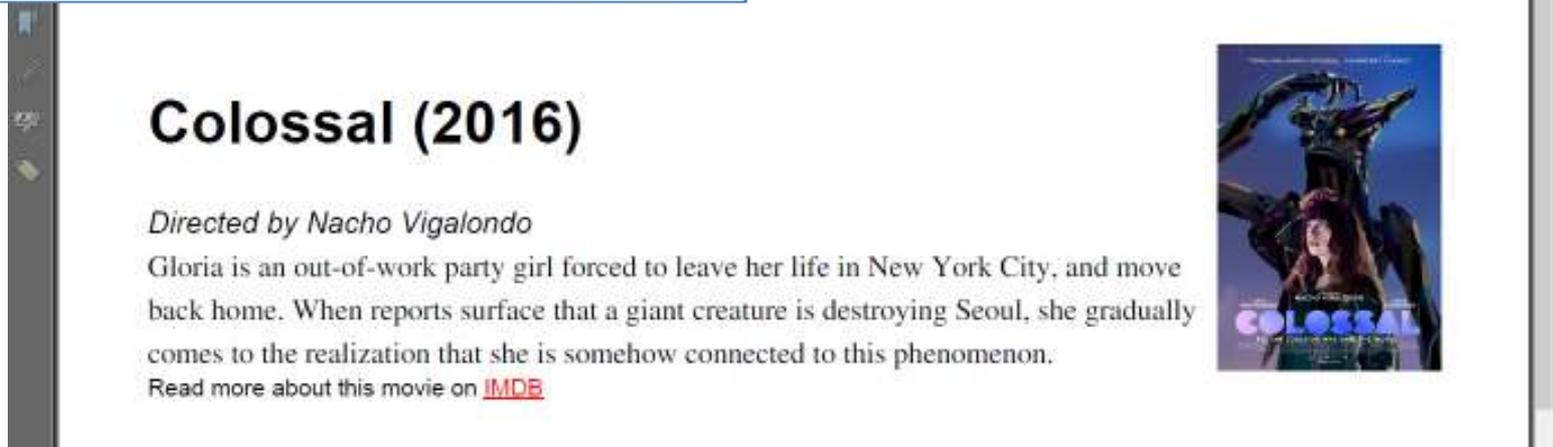 Colossal (2016)
Directed by Nacho Vigalondo
Gloria is an out-of-work party girl forced to leave her life in New York City, and move
back home. When reports surface that a giant creature is destroying Seoul, she gradually
comes to the realization that she is somehow connected to this phenomenon.
Read more about this movie on IMDB
COLOSSAL